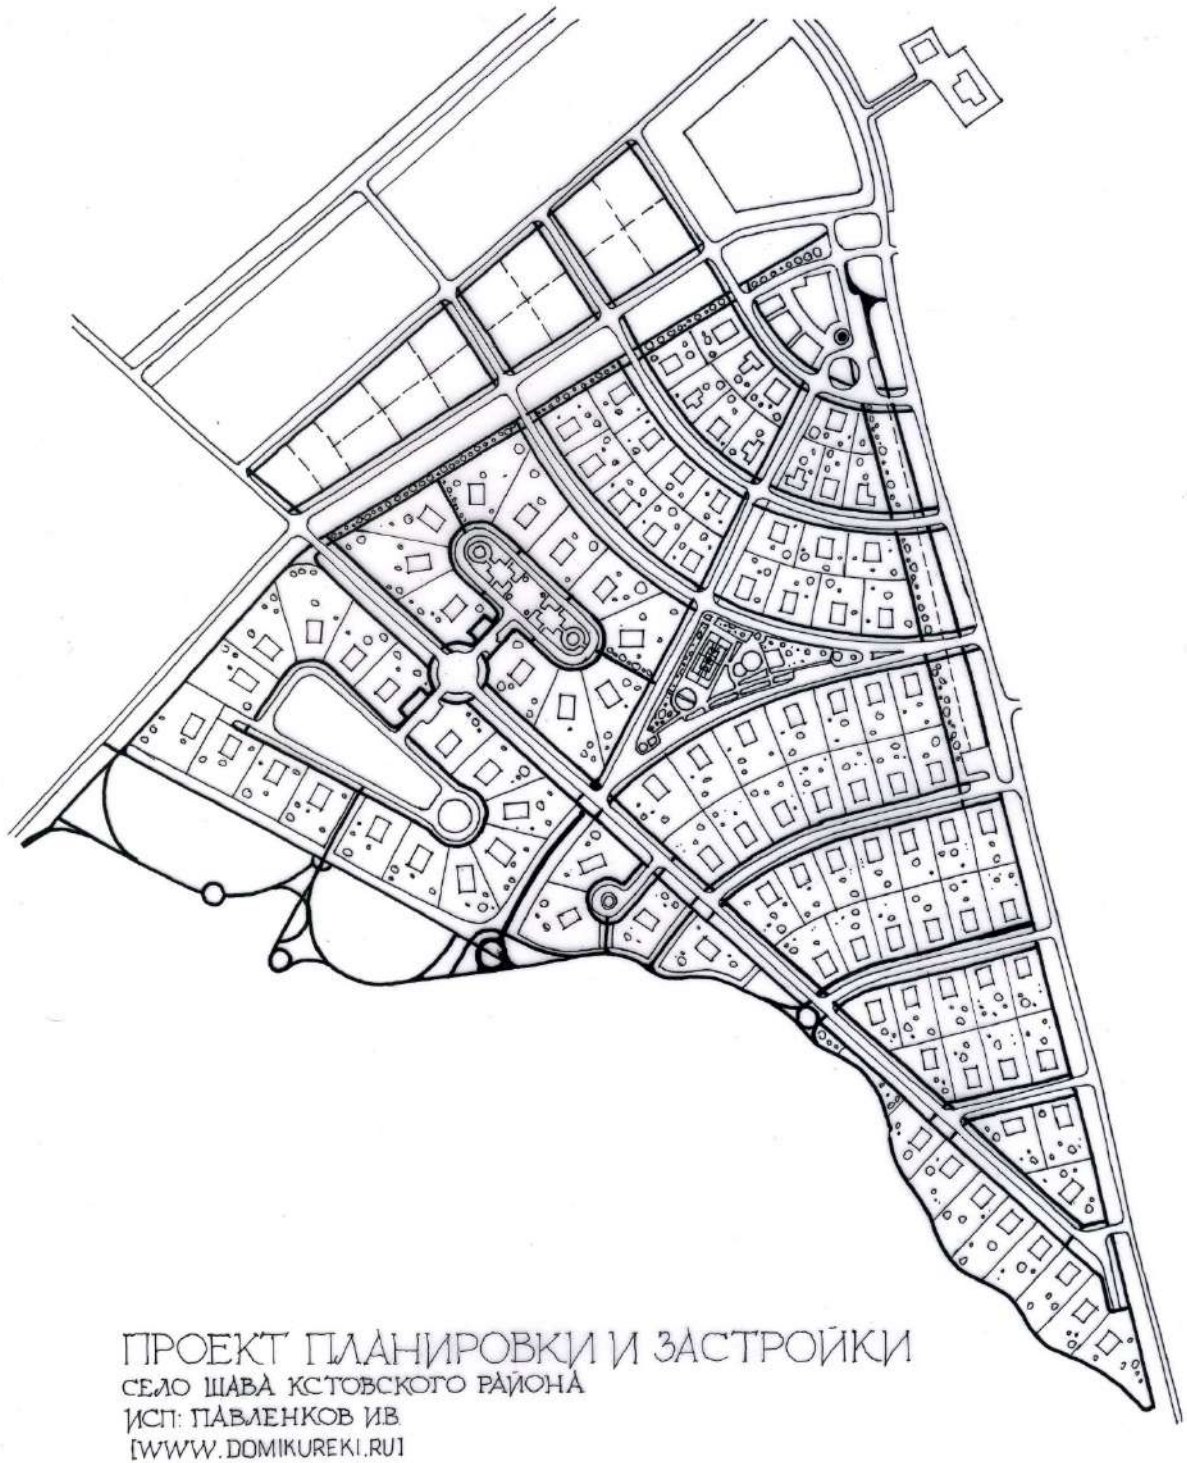 ПРОЕКТ ПЛАНИРОВКИ И ЗАСТРОЙКИ
СЕЛО ШАВА КСТОВСКОГО РАЙОНА
ИСП: ПАВЛЕНКОВ И.В.
[WWW.DOMIKUREKI.RU]